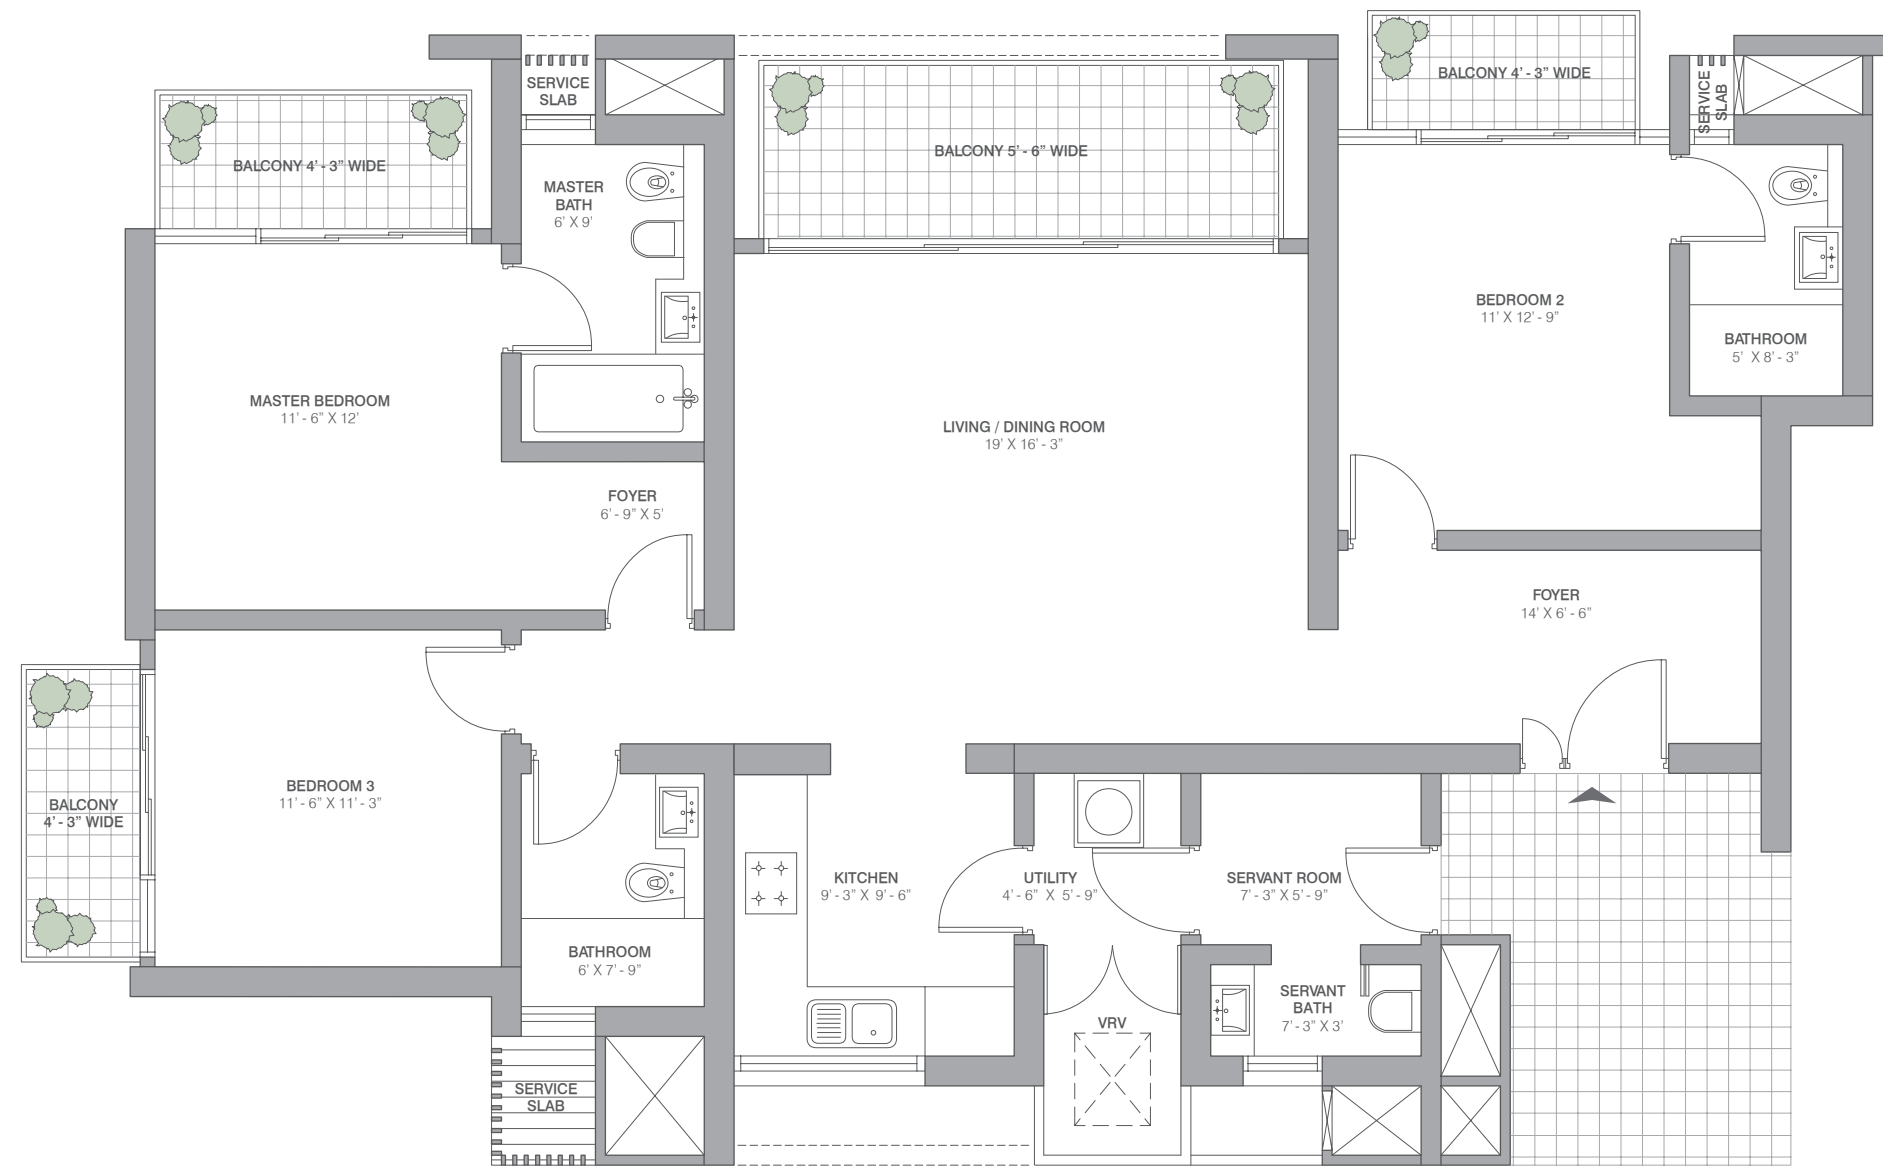 SERVICE
SLAB
BALCONY 4' - 3” WIDE
BALCONY 4' - 3” WIDE
BALCONY 5' - 6” WIDE
SERVICE
SLAB
MASTER
BATH
6' X 9'
BEDROOM 2
11' X 12' - 9”
BATHROOM
5' X 8' - 3”
MASTER BEDROOM
11' - 6” X 12'
LIVING / DINING ROOM
19' X 16' - 3”
FOYER
6' - 9” X 5'
FOYER
14' X 6' - 6”
BEDROOM 3
11' - 6” X 11' - 3”
BALCONY
4' - 3” WIDE
KITCHEN
9' - 3” X 9' - 6”
UTILITY
4' - 6” X 5' - 9”
SERVANT ROOM
7' - 3” X 5' - 9”
BATHROOM
6' X 7' - 9”
SERVANT
BATH
7' - 3” X 3'
VRV
SERVICE
SLAB